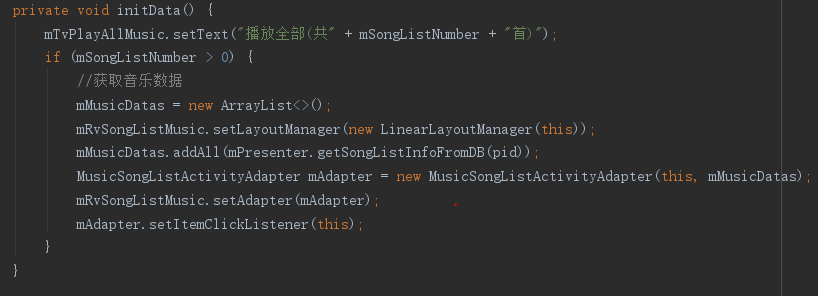 private void initData() {
    mTvPlayAllMusic.setText("播放全部(共" + mSongListNumber + "首)");
    if (mSongListNumber > 0) {
        //获取音乐数据
        mMusicDatas = new ArrayList<>();
        mRvSongListMusic.setLayoutManager(new LinearLayoutManager(this));
        mMusicDatas.addAll(mPresenter.getSongListInfoFromDB(pid));
        MusicSongListActivityAdapter mAdapter = new MusicSongListActivityAdapter(this, mMusicDatas);
        mRvSongListMusic.setAdapter(mAdapter);
        mAdapter.setItemClickListener(this);
    }
}